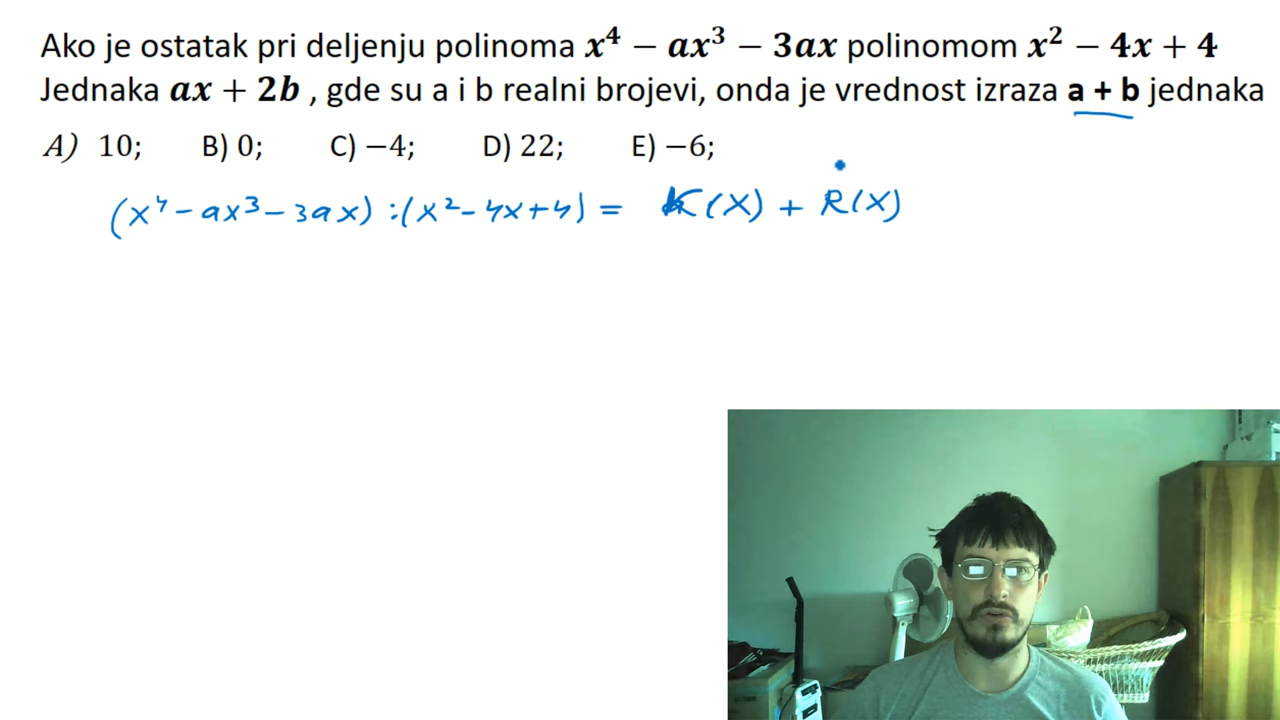 Ako je ostatak pri deljenju polinoma x⁴ − ax³ − 3ax polinomom x² − 4x + 4
Jednaka ax + 2b , gde su a i b realni brojevi, onda je vrednost izraza a + b jednaka
A) 10; B) 0; C) −4; D) 22; E) −6;
(x⁴ − ax³ − 3ax) : (x² − 4x + 4) = K(x) + R(x)